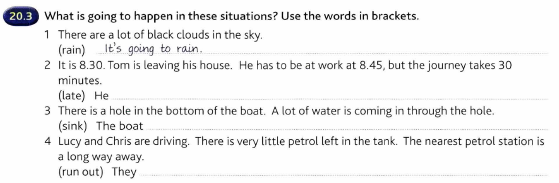 20.3 What is going to happen in these situations? Use the words in brackets.
1 There are a lot of black clouds in the sky.
(rain) It's going to rain.
2 It is 8.30. Tom is leaving his house. He has to be at work at 8.45, but the journey takes 30
minutes.
(late) He
3 There is a hole in the bottom of the boat. A lot of water is coming in through the hole.
(sink) The boat
4 Lucy and Chris are driving. There is very little petrol left in the tank. The nearest petrol station is
a long way away.
(run out) They